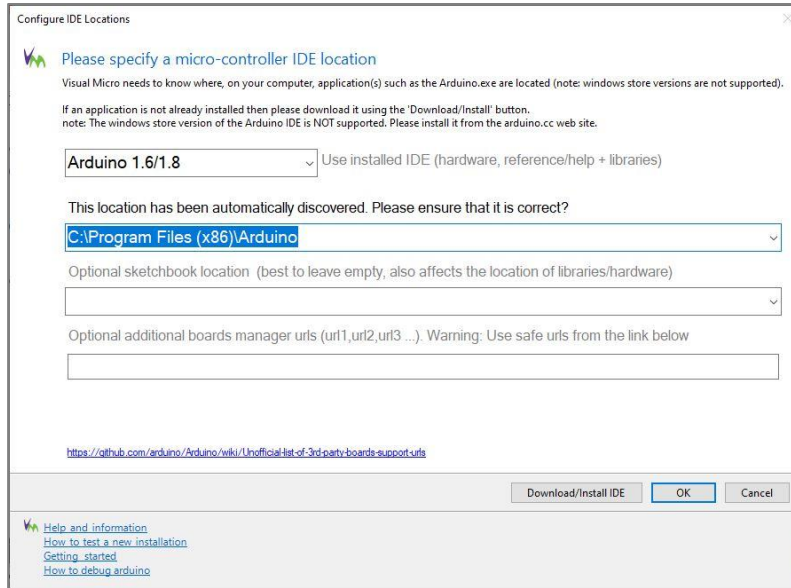 Configure IDE Locations
Please specify a micro-controller IDE location
Visual Micro needs to know where, on your computer, application(s) such as the Arduino.exe are located (note: windows store versions are not supported).
If an application is not already installed then please download it using the 'Download/Install' button.
note: The windows store version of the Arduino IDE is NOT supported. Please install it from the arduino.cc web site.
Arduino 1.6/1.8 Use installed IDE (hardware, reference/help + libraries)
This location has been automatically discovered. Please ensure that it is correct?
C:\Program Files (x86)\Arduino
Optional sketchbook location (best to leave empty, also affects the location of libraries/hardware)
Optional additional boards manager urls (url1,url2,url3 ...). Warning: Use safe urls from the link below
https://github.com/arduino/Arduino/wiki/Unofficial-list-of-3rd-party-boards-support-urls
Download/Install IDE OK Cancel
Help and information
How to test a new installation
Getting started
How to debug arduino